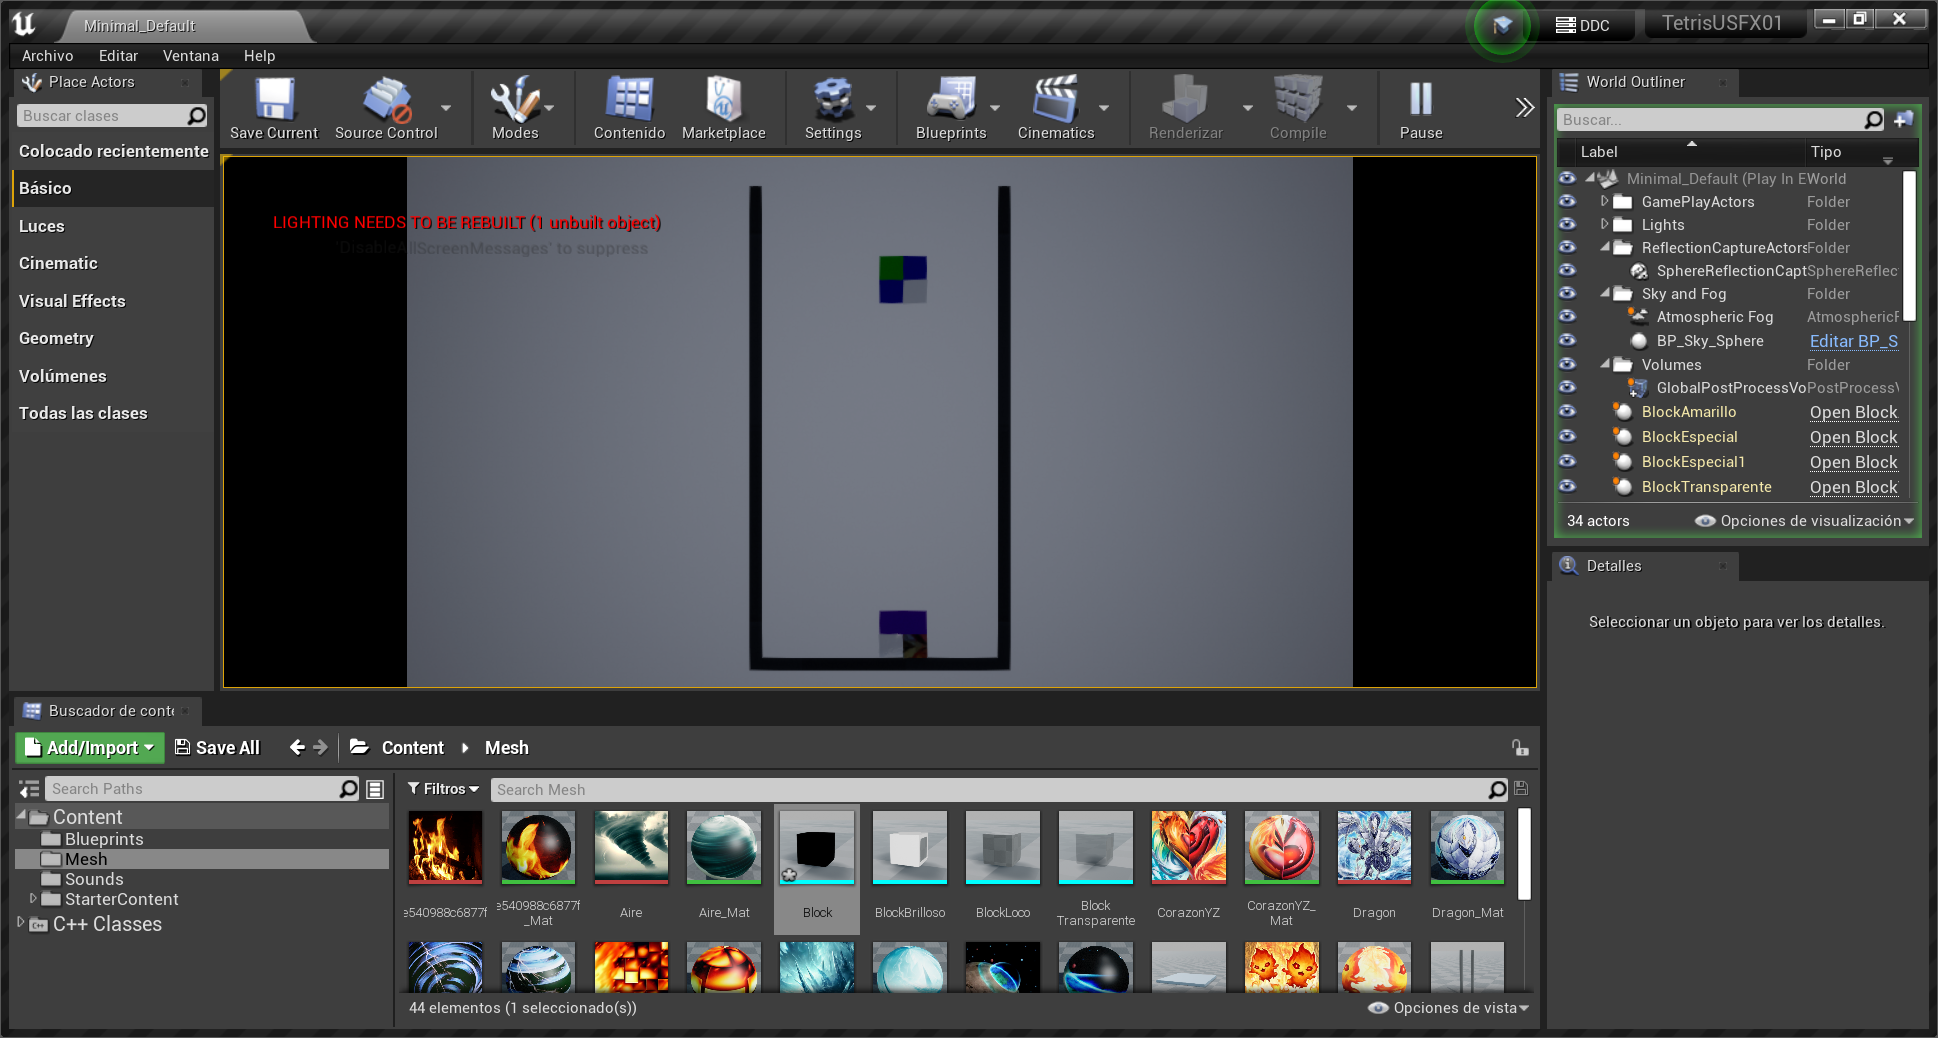 Minimal_Default
DDC
TetrisUSFX01
Archivo
Editar
Ventana
Help
Place Actors
Buscar clases
Colocado recientemente
Básico
Luces
Cinematic
Visual Effects
Geometry
Volúmenes
Todas las clases
Save Current
Source Control
Modes
Contenido
Marketplace
Settings
Blueprints
Cinematics
Renderizar
Compile
Pause
LIGHTING NEEDS TO BE REBUILT (1 unbuilt object)
'DisableAllScreenMessages' to suppress
World Outliner
Buscar...
Label
Tipo
Minimal_Default (Play In E
World
GamePlayActors
Folder
Lights
Folder
ReflectionCaptureActors
Folder
SphereReflectionCapt
SphereReflec
Sky and Fog
Folder
Atmospheric Fog
AtmosphericF
BP_Sky_Sphere
Editar BP_S
Volumes
Folder
GlobalPostProcessVo
PostProcessV
BlockAmarillo
Open Block
BlockEspecial
Open Block
BlockEspecial1
Open Block
BlockTransparente
Open Block
34 actors
Opciones de visualización
Detalles
Seleccionar un objeto para ver los detalles.
Buscador de conte
Add/Import
Save All
Content
Mesh
Search Paths
Content
Blueprints
Mesh
Sounds
StarterContent
C++ Classes
Filtros
Search Mesh
e540988c6877f
e540988c6877f
_Mat
Aire
Aire_Mat
Block
BlockBrilloso
BlockLoco
Block
Transparente
CorazonYZ
CorazonYZ_
Mat
Dragon
Dragon_Mat
44 elementos (1 seleccionado(s))
Opciones de vista